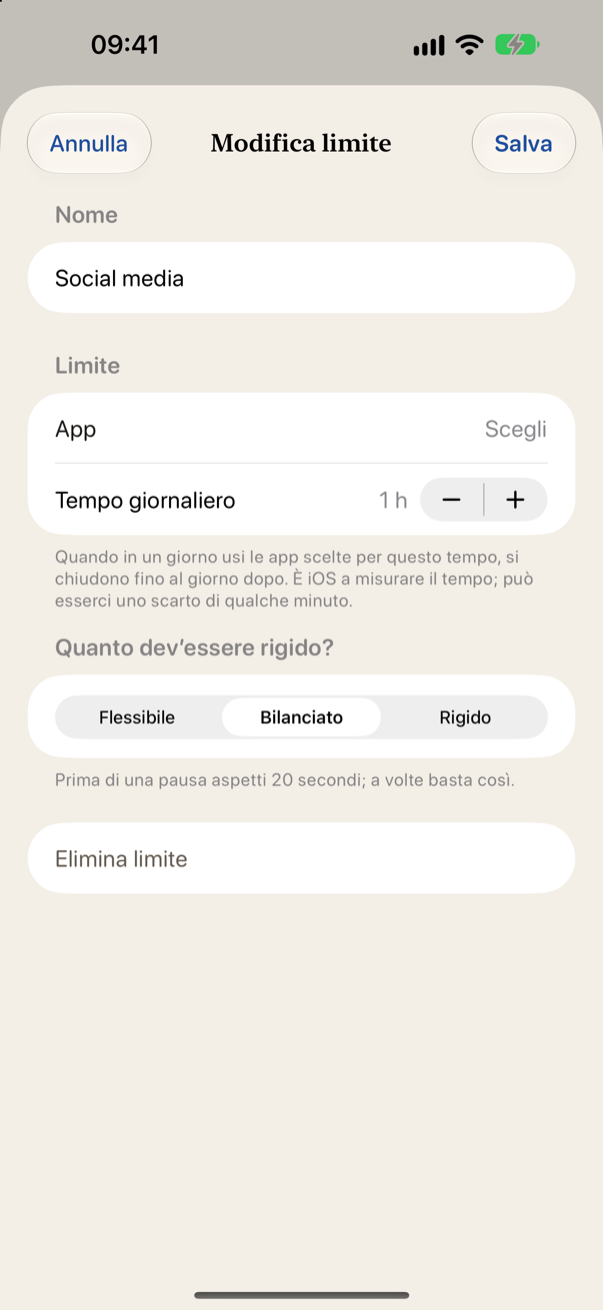 09:41
Annulla
Modifica limite
Salva
Nome
Social media
Limite
App
Scegli
Tempo giornaliero
1 h
Quando in un giorno usi le app scelte per questo tempo, si
chiudono fino al giorno dopo. È iOS a misurare il tempo; può
esserci uno scarto di qualche minuto.
Quanto dev’essere rigido?
Flessibile
Bilanciato
Rigido
Prima di una pausa aspetti 20 secondi; a volte basta così.
Elimina limite